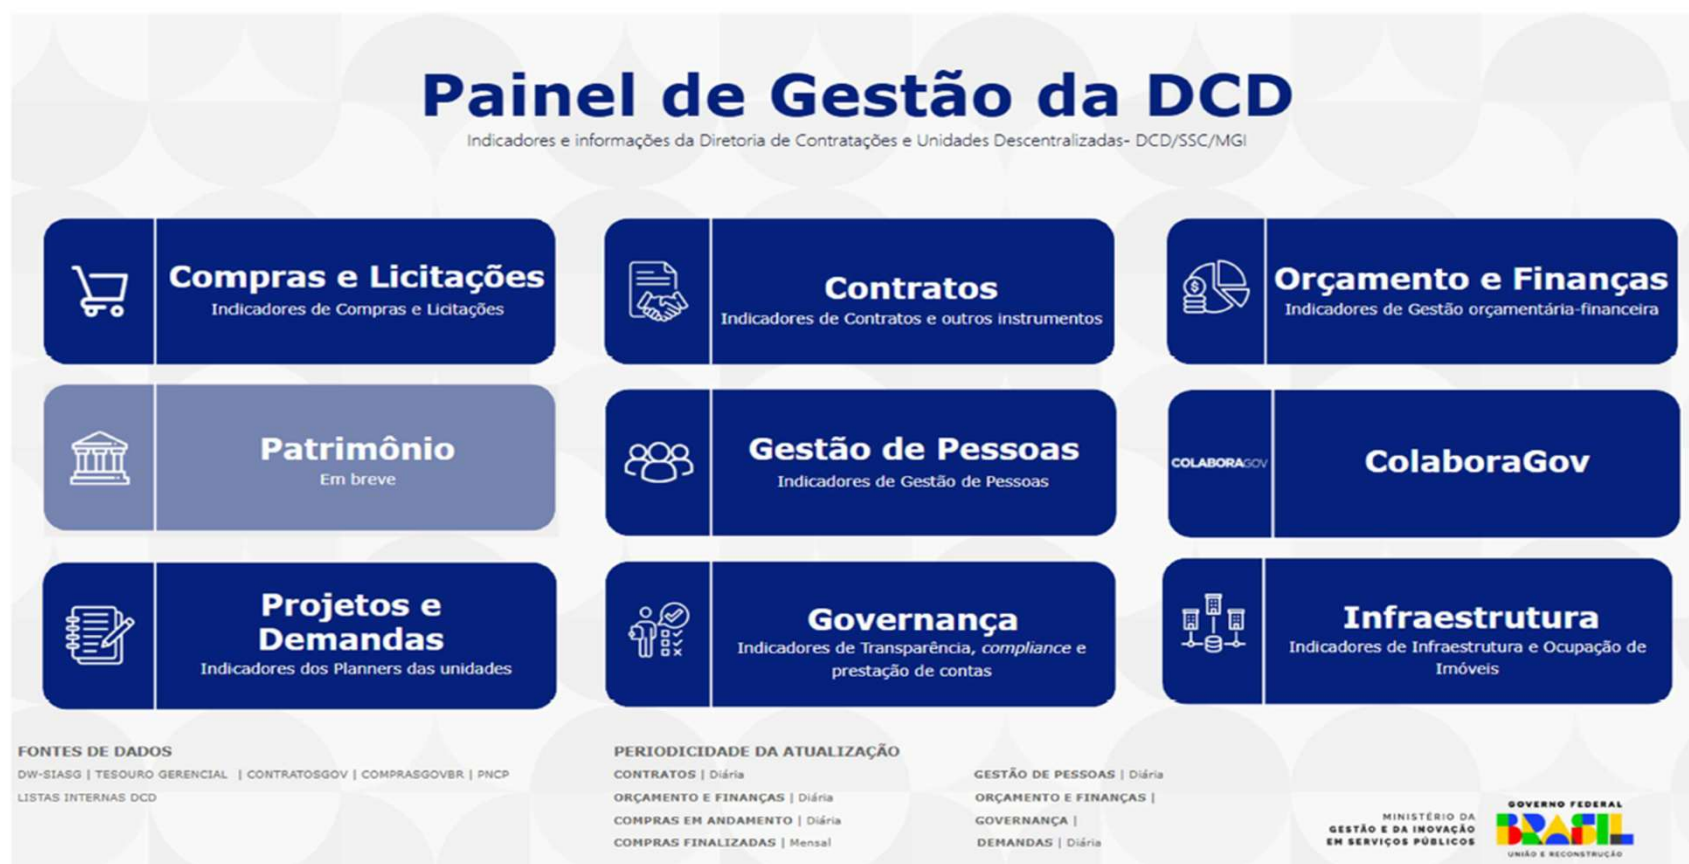 Painel de Gestão da DCD
Indicadores e informações da Diretoria de Contratações e Unidades Descentralizadas- DCD/SSC/MGI
Compras e Licitações
Indicadores de Compras e Licitações
Contratos
Indicadores de Contratos e outros instrumentos
Orçamento e Finanças
Indicadores de Gestão orçamentária-financeira
Patrimônio
Em breve
Gestão de Pessoas
Indicadores de Gestão de Pessoas
COLABORAGOV
ColaboraGov
Projetos e
Demandas
Indicadores dos Planners das unidades
Governança
Indicadores de Transparência, compliance e
prestação de contas
Infraestrutura
Indicadores de Infraestrutura e Ocupação de
Imóveis
FONTES DE DADOS
DW-SIASG | TESOURO GERENCIAL | CONTRATOSGOV | COMPRASGOVBR | PNCP
LISTAS INTERNAS DCD
PERIODICIDADE DA ATUALIZAÇÃO
CONTRATOS | Diária
ORÇAMENTO E FINANÇAS | Diária
COMPRAS EM ANDAMENTO | Diária
COMPRAS FINALIZADAS | Mensal
GESTÃO DE PESSOAS | Diária
ORÇAMENTO E FINANÇAS |
GOVERNANÇA |
DEMANDAS | Diária
MINISTÉRIO DA
GESTÃO E DA INOVAÇÃO
EM SERVIÇOS PÚBLICOS
GOVERNO FEDERAL
BRASIL
UNIÃO E RECONSTRUÇÃO